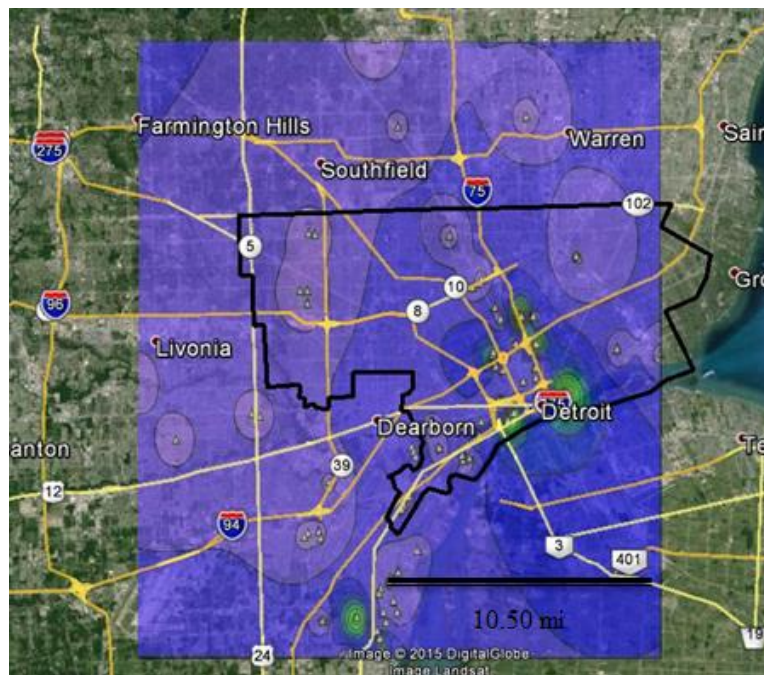 Farmington Hills
275
Warren
Sain
Southfield
75
102
5
Gro
10
96
8
Livonia
Detroit
Dearborn
anton
Te
39
12
94
3
401
10.50 mi
19
24
Image © 2015 DigitalGlobe
Image Landsat